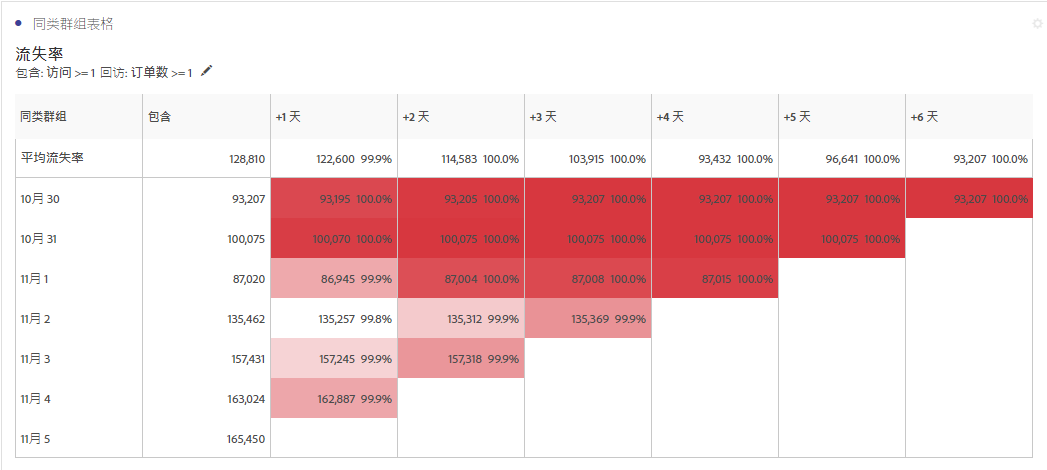 同类群组表格
流失率
包含: 访问 >=1 回访: 订单数 >=1
同类群组 包含 +1 天 +2 天 +3 天 +4 天 +5 天 +6 天
平均流失率 128,810 122,600 99.9% 114,583 100.0% 103,915 100.0% 93,432 100.0% 96,641 100.0% 93,207 100.0%
10月 30 93,207 93,195 100.0% 93,205 100.0% 93,207 100.0% 93,207 100.0% 93,207 100.0% 93,207 100.0%
10月 31 100,075 100,070 100.0% 100,075 100.0% 100,075 100.0% 100,075 100.0% 100,075 100.0%
11月 1 87,020 86,945 99.9% 87,004 100.0% 87,008 100.0% 87,015 100.0%
11月 2 135,462 135,257 99.8% 135,312 99.9% 135,369 99.9%
11月 3 157,431 157,245 99.9% 157,318 99.9%
11月 4 163,024 162,887 99.9%
11月 5 165,450